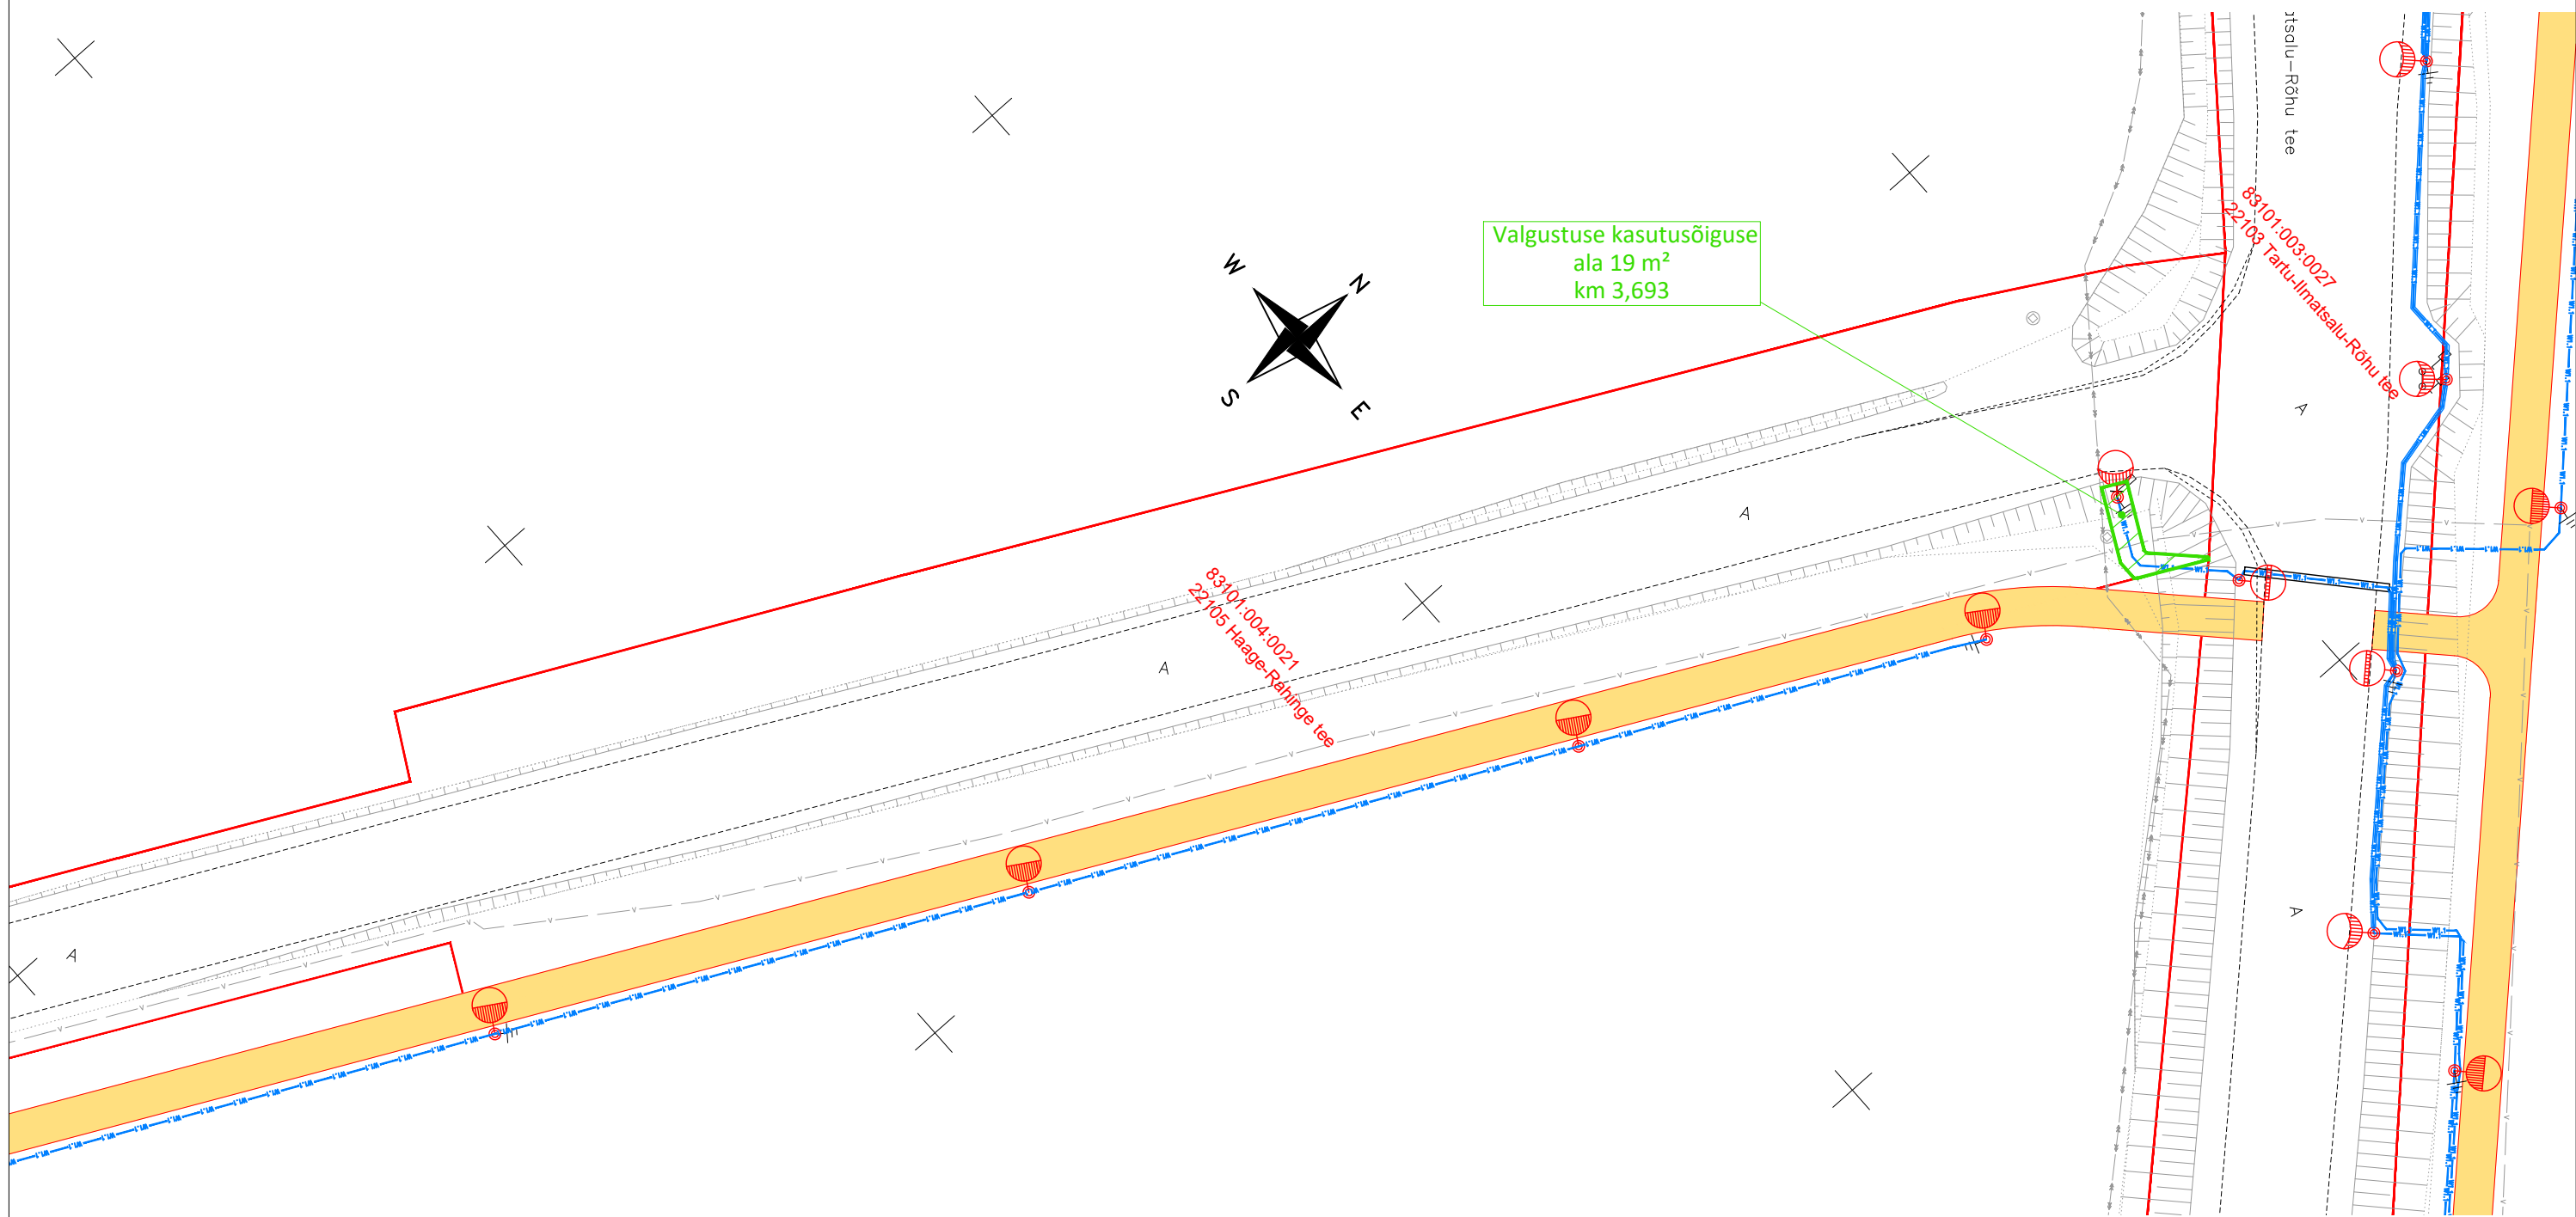 atsalu-Rõhu tee
83101:003:0027
22103 Tartu-Ilmatsalu-Rõhu tee
Valgustuse kasutusõiguse
ala 19 m²
km 3,693
W
N
S
E
A
A
83101:004:0021
22105 Haage-Rahinge tee
A
A
A